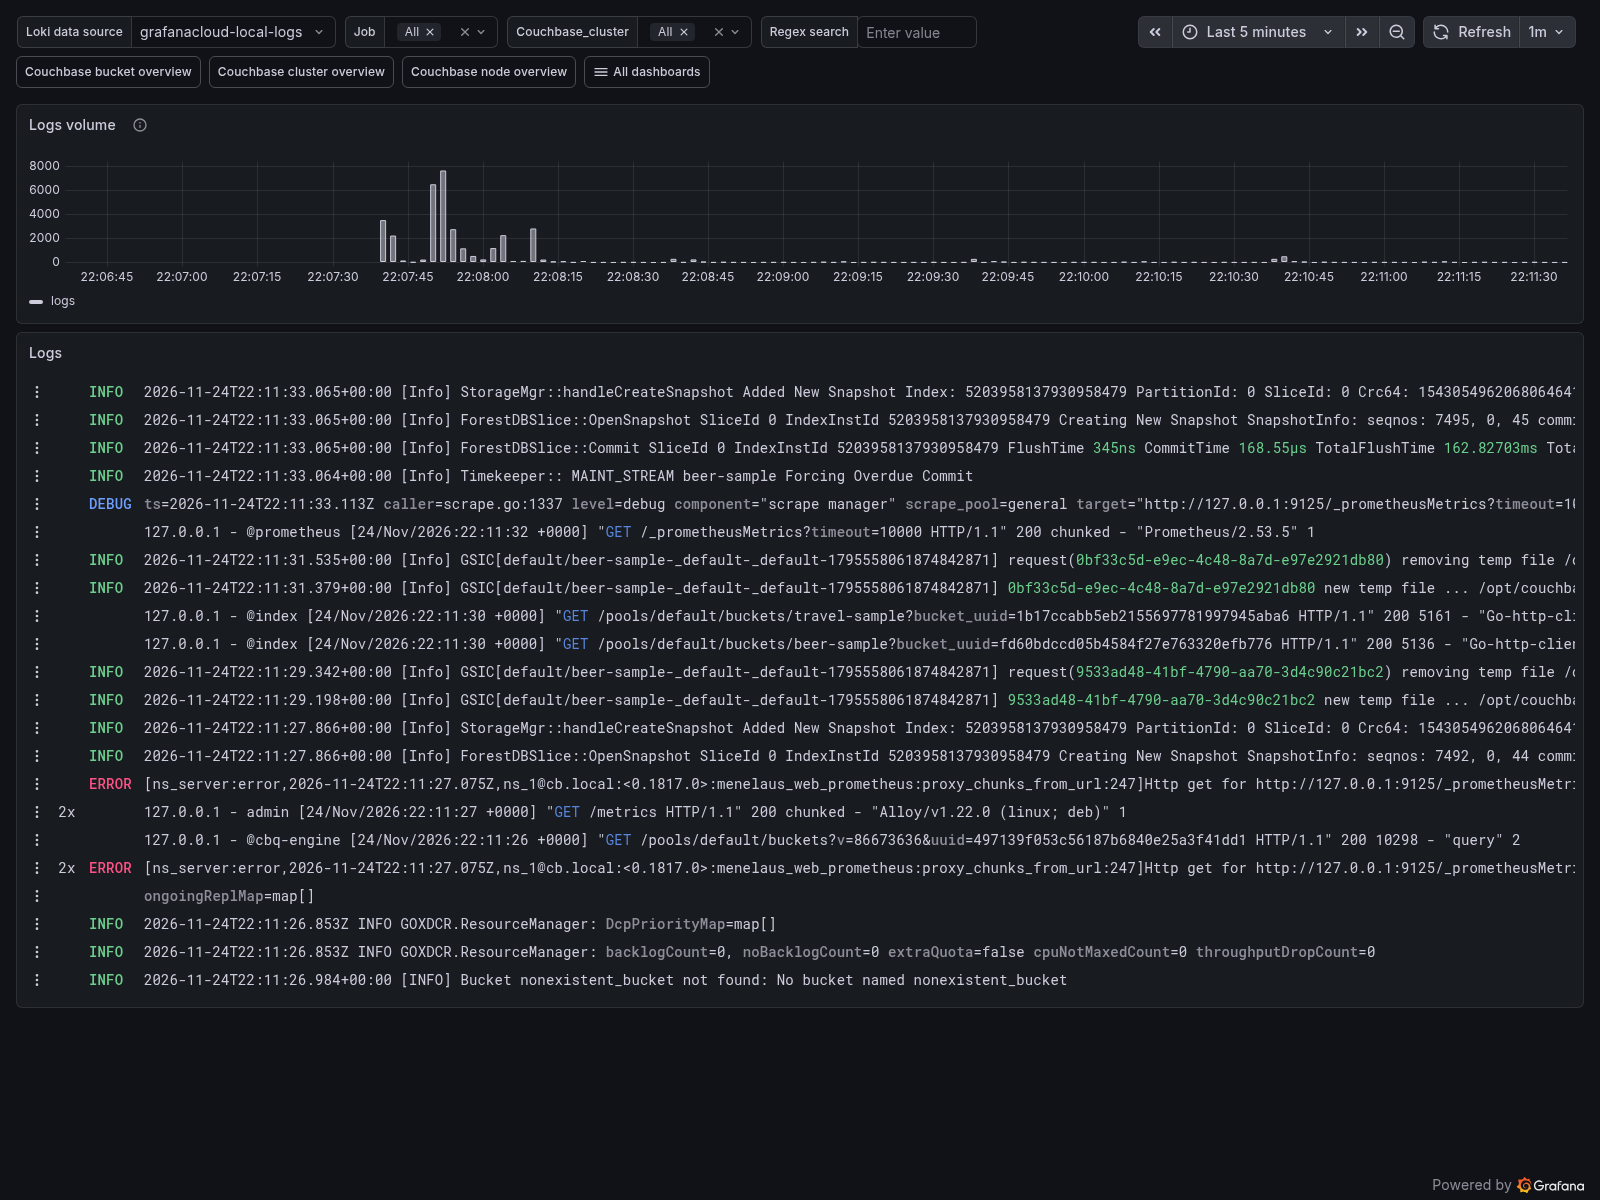 Loki data source grafanacloud-local-logs Job All Couchbase_cluster All Regex search Enter value Last 5 minutes Refresh 1m
Couchbase bucket overview Couchbase cluster overview Couchbase node overview All dashboards
Logs volume
8000
6000
4000
2000
0
22:06:45 22:07:00 22:07:15 22:07:30 22:07:45 22:08:00 22:08:15 22:08:30 22:08:45 22:09:00 22:09:15 22:09:30 22:09:45 22:10:00 22:10:15 22:10:30 22:10:45 22:11:00 22:11:15 22:11:30
logs
Logs
INFO 2026-11-24T22:11:33.065+00:00 [Info] StorageMgr::handleCreateSnapshot Added New Snapshot Index: 5203958137930958479 PartitionId: 0 SliceId: 0 Crc64: 1543054962068064641
INFO 2026-11-24T22:11:33.065+00:00 [Info] ForestDBSlice::OpenSnapshot SliceId 0 IndexInstId 5203958137930958479 Creating New Snapshot SnapshotInfo: seqnos: 7495, 0, 45 commi
INFO 2026-11-24T22:11:33.065+00:00 [Info] ForestDBSlice::Commit SliceId 0 IndexInstId 5203958137930958479 FlushTime 345ns CommitTime 168.55µs TotalFlushTime 162.82703ms Tota
INFO 2026-11-24T22:11:33.064+00:00 [Info] Timekeeper:: MAINT_STREAM beer-sample Forcing Overdue Commit
DEBUG ts=2026-11-24T22:11:33.113Z caller=scrape.go:1337 level=debug component="scrape manager" scrape_pool=general target="http://127.0.0.1:9125/_prometheusMetrics?timeout=10
127.0.0.1 - @prometheus [24/Nov/2026:22:11:32 +0000] "GET /_prometheusMetrics?timeout=10000 HTTP/1.1" 200 chunked - "Prometheus/2.53.5" 1
INFO 2026-11-24T22:11:31.535+00:00 [Info] GSIC[default/beer-sample-_default-_default-1795558061874842871] request(0bf33c5d-e9ec-4c48-8a7d-e97e2921db80) removing temp file /o
INFO 2026-11-24T22:11:31.379+00:00 [Info] GSIC[default/beer-sample-_default-_default-1795558061874842871] 0bf33c5d-e9ec-4c48-8a7d-e97e2921db80 new temp file ... /opt/couchba
127.0.0.1 - @index [24/Nov/2026:22:11:30 +0000] "GET /pools/default/buckets/travel-sample?bucket_uuid=1b17ccabb5eb2155697781997945aba6 HTTP/1.1" 200 5161 - "Go-http-cli
127.0.0.1 - @index [24/Nov/2026:22:11:30 +0000] "GET /pools/default/buckets/beer-sample?bucket_uuid=fd60bdccd05b4584f27e763320efb776 HTTP/1.1" 200 5136 - "Go-http-clien
INFO 2026-11-24T22:11:29.342+00:00 [Info] GSIC[default/beer-sample-_default-_default-1795558061874842871] request(9533ad48-41bf-4790-aa70-3d4c90c21bc2) removing temp file /o
INFO 2026-11-24T22:11:29.198+00:00 [Info] GSIC[default/beer-sample-_default-_default-1795558061874842871] 9533ad48-41bf-4790-aa70-3d4c90c21bc2 new temp file ... /opt/couchba
INFO 2026-11-24T22:11:27.866+00:00 [Info] StorageMgr::handleCreateSnapshot Added New Snapshot Index: 5203958137930958479 PartitionId: 0 SliceId: 0 Crc64: 1543054962068064641
INFO 2026-11-24T22:11:27.866+00:00 [Info] ForestDBSlice::OpenSnapshot SliceId 0 IndexInstId 5203958137930958479 Creating New Snapshot SnapshotInfo: seqnos: 7492, 0, 44 commi
ERROR [ns_server:error,2026-11-24T22:11:27.075Z,ns_1@cb.local:<0.1817.0>:menelaus_web_prometheus:proxy_chunks_from_url:247]Http get for http://127.0.0.1:9125/_prometheusMetri
2x 127.0.0.1 - admin [24/Nov/2026:22:11:27 +0000] "GET /metrics HTTP/1.1" 200 chunked - "Alloy/v1.22.0 (linux; deb)" 1
127.0.0.1 - @cbq-engine [24/Nov/2026:22:11:26 +0000] "GET /pools/default/buckets?v=86673636&uuid=497139f053c56187b6840e25a3f41dd1 HTTP/1.1" 200 10298 - "query" 2
2x ERROR [ns_server:error,2026-11-24T22:11:27.075Z,ns_1@cb.local:<0.1817.0>:menelaus_web_prometheus:proxy_chunks_from_url:247]Http get for http://127.0.0.1:9125/_prometheusMetri
ongoingReplMap=map[]
INFO 2026-11-24T22:11:26.853Z INFO GOXDCR.ResourceManager: DcpPriorityMap=map[]
INFO 2026-11-24T22:11:26.853Z INFO GOXDCR.ResourceManager: backlogCount=0, noBacklogCount=0 extraQuota=false cpuNotMaxedCount=0 throughputDropCount=0
INFO 2026-11-24T22:11:26.984+00:00 [INFO] Bucket nonexistent_bucket not found: No bucket named nonexistent_bucket
Powered by Grafana